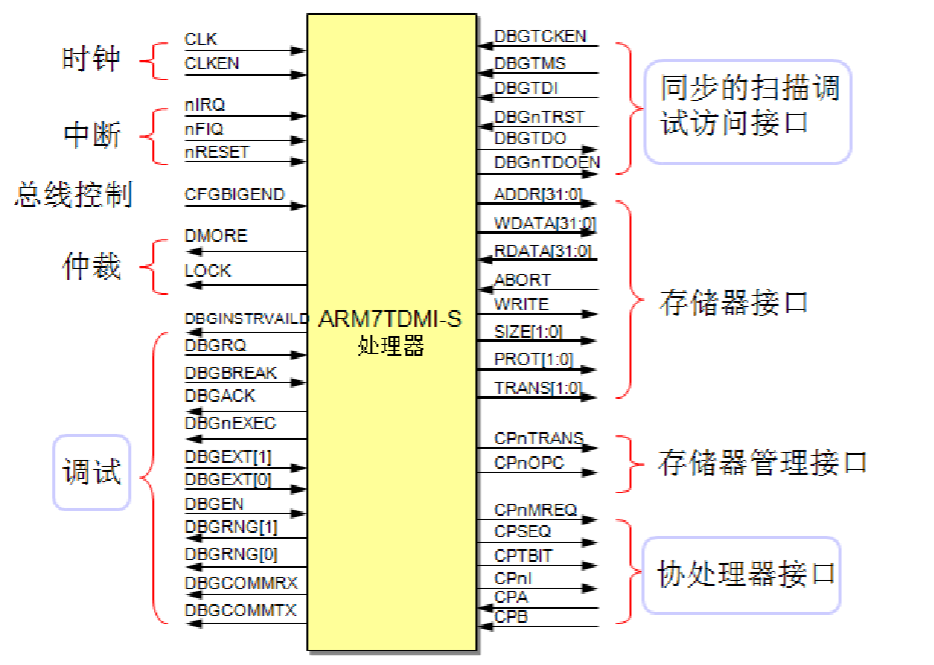 时钟
CLK
CLKEN
中断
nIRQ
nFIQ
nRESET
总线控制
CFGBIGEND
仲裁
DMORE
LOCK
调试
DBGINSTRVAILD
DBGRQ
DBGBREAK
DBGACK
DBGnEXEC
DBGEXT[1]
DBGEXT[0]
DBGEN
DBGRNG[1]
DBGRNG[0]
DBGCOMMRX
DBGCOMMTX
ARM7TDMI-S
处理器
DBGTCKEN
DBGTMS
DBGTDI
DBGnTRST
DBGTDO
DBGnTDOEN
同步的扫描调
试访问接口
ADDR[31:0]
WDATA[31:0]
RDATA[31:0]
ABORT
WRITE
SIZE[1:0]
PROT[1:0]
TRANS[1:0]
存储器接口
CPnTRANS
CPnOPC
存储器管理接口
CPnMREQ
CPSEQ
CPTBIT
CPnI
CPA
CPB
协处理器接口